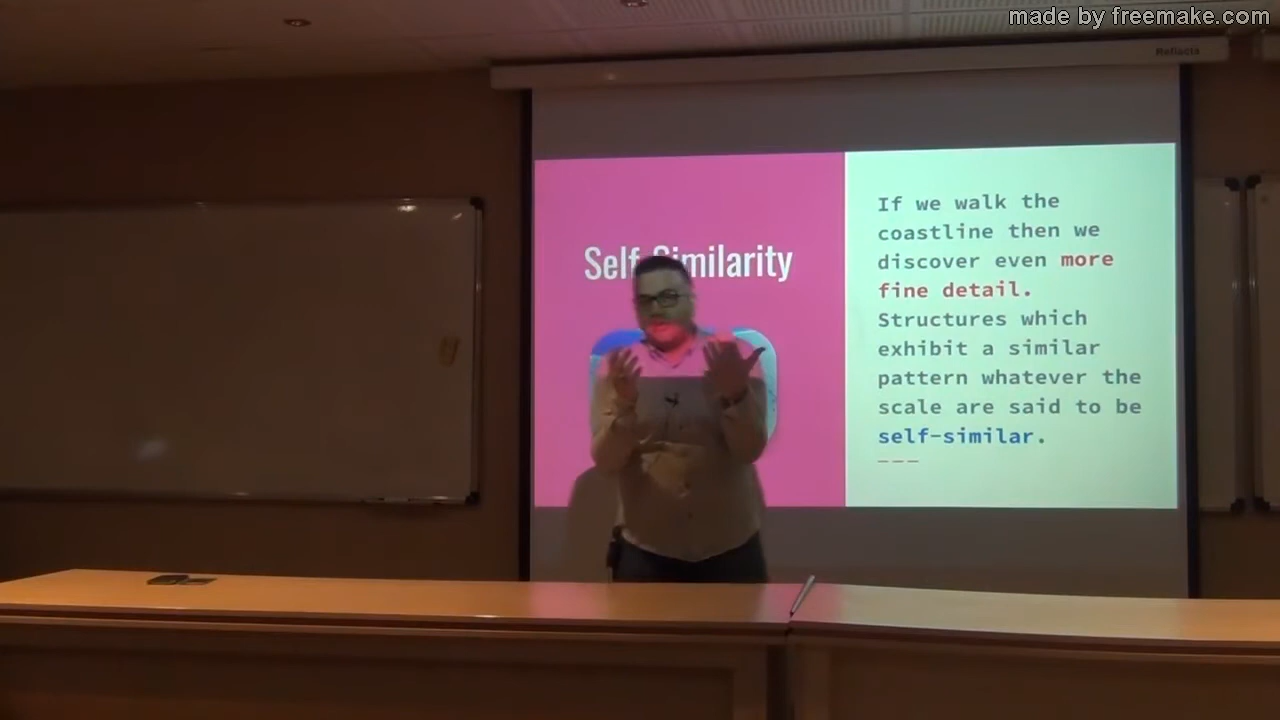 made by freemake.com
Reflecta
Self-Similarity
If we walk the
coastline then we
discover even more
fine detail.
Structures which
exhibit a similar
pattern whatever the
scale are said to be
self-similar.